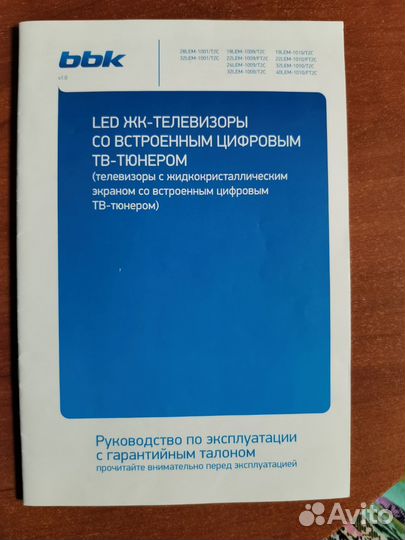 bbk
v1.0
28LEM-1001/T2C 19LEM-1009/T2C 19LEM-1010/T2C
32LEM-1001/T2C 22LEM-1009/FT2C 22LEM-1010/FT2C
24LEM-1009/T2C 32LEM-1010/T2C
32LEM-1009/T2C 40LEM-1010/FT2C
LED ЖК-ТЕЛЕВИЗОРЫ
СО ВСТРОЕННЫМ ЦИФРОВЫМ
ТВ-ТЮНЕРОМ
(телевизоры с жидкокристаллическим
экраном со встроенным цифровым
ТВ-тюнером)
Руководство по эксплуатации
с гарантийным талоном
прочитайте внимательно перед эксплуатацией
Avito